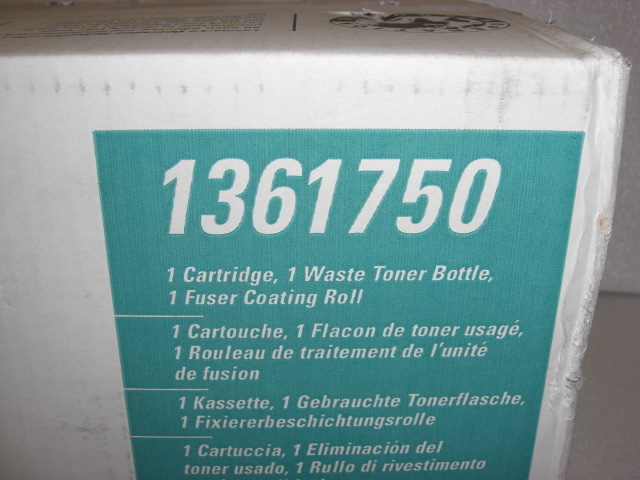 1361750
1 Cartridge, 1 Waste Toner Bottle,
1 Fuser Coating Roll
1 Cartouche, 1 Flacon de toner usagé,
1 Rouleau de traitement de l'unité
de fusion
1 Kassette, 1 Gebrauchte Tonerflasche,
1 Fixiererbeschichtungsrolle
1 Cartuccia, 1 Eliminación del
toner usado, 1 Rullo di rivestimento